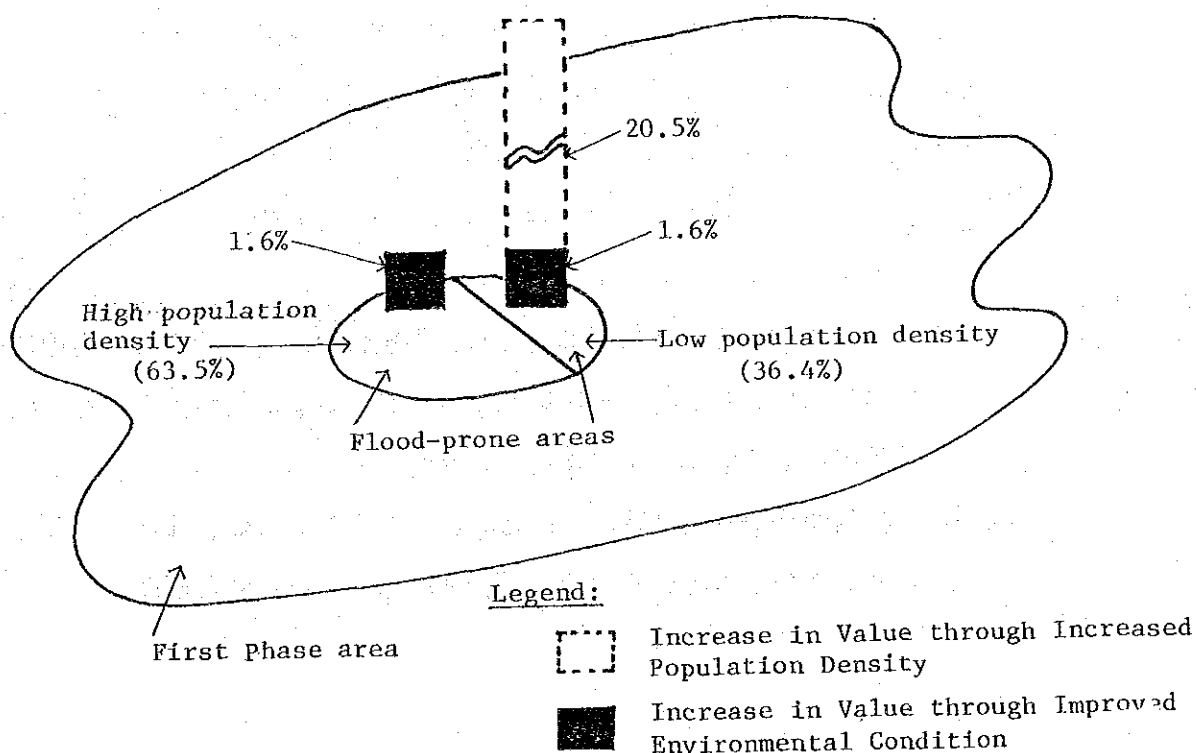 20.5%
1.6%
1.6%
High population
density
(63.5%)
Low population density
(36.4%)
Flood-prone areas
First Phase area
Legend:
Increase in Value through Increased
Population Density
Increase in Value through Improved
Environmental Condition